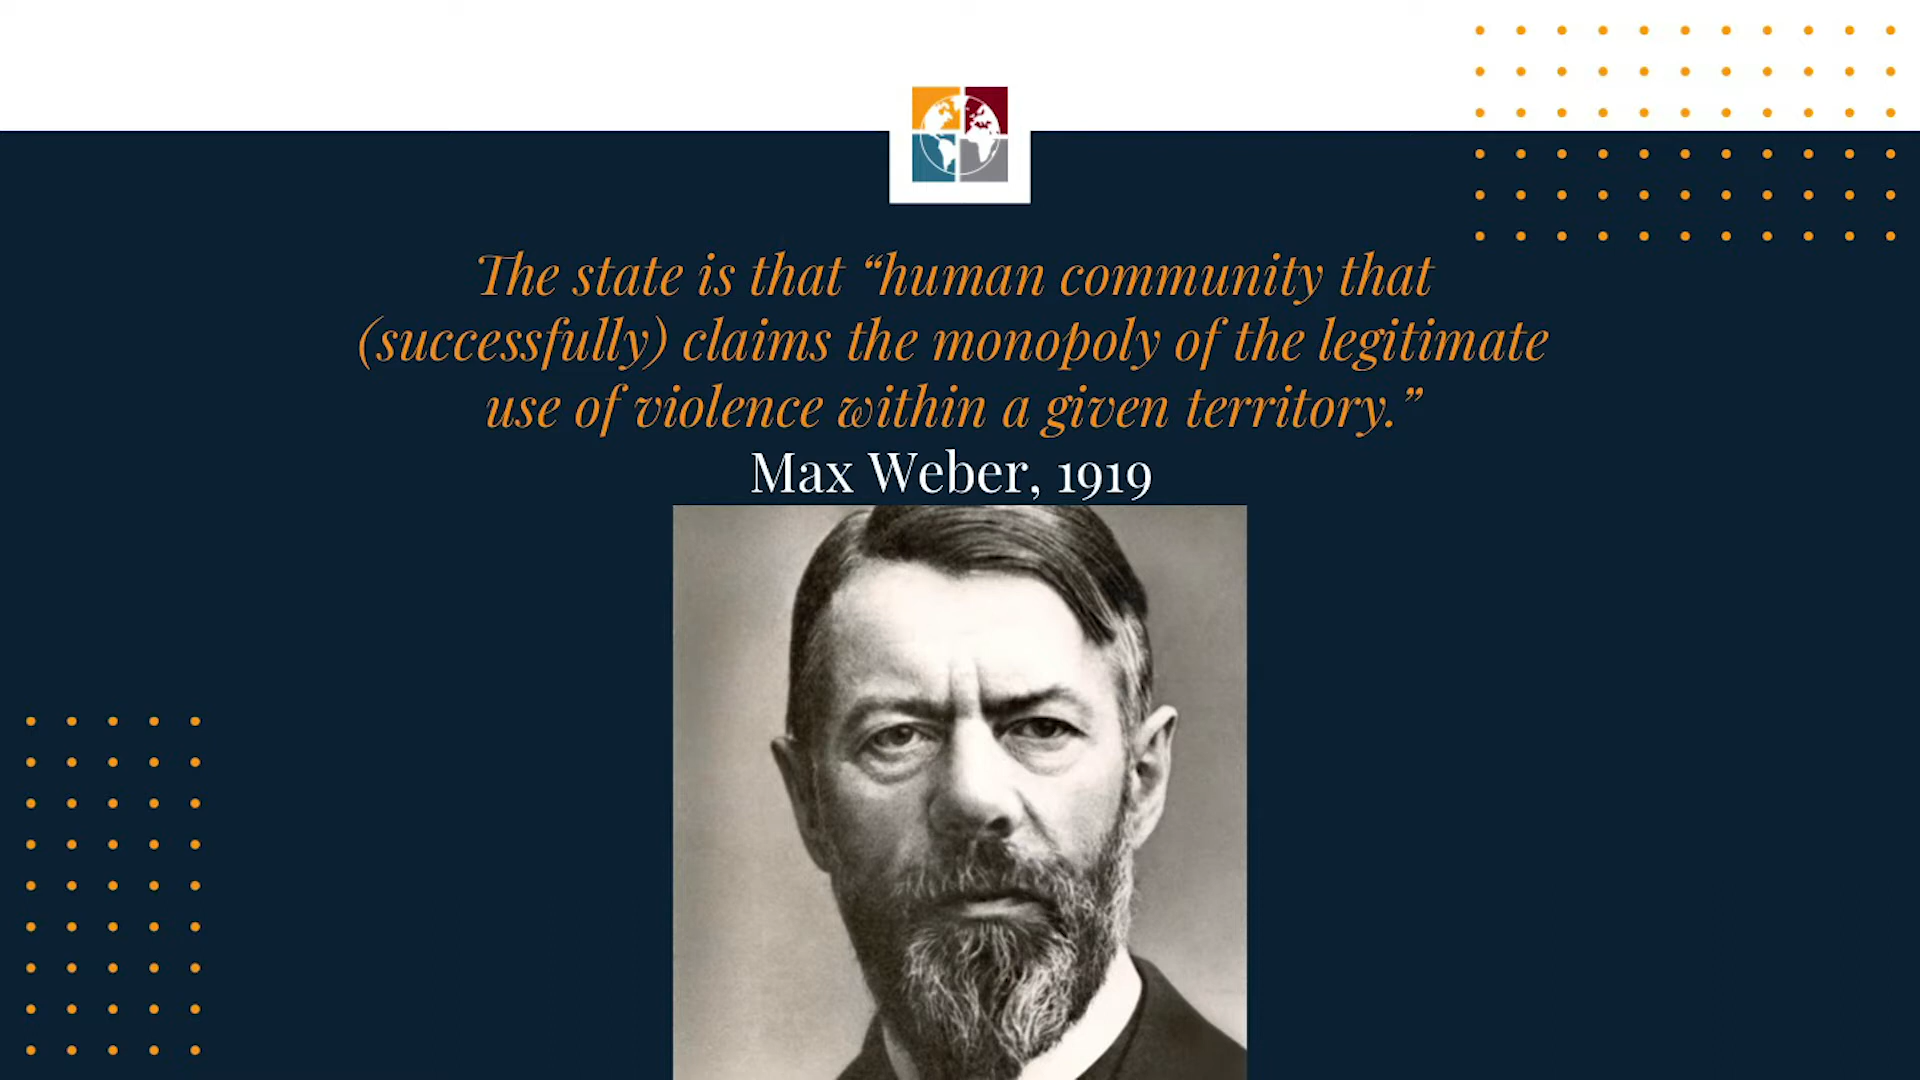 The state is that “human community that
(successfully) claims the monopoly of the legitimate
use of violence within a given territory.”
Max Weber, 1919